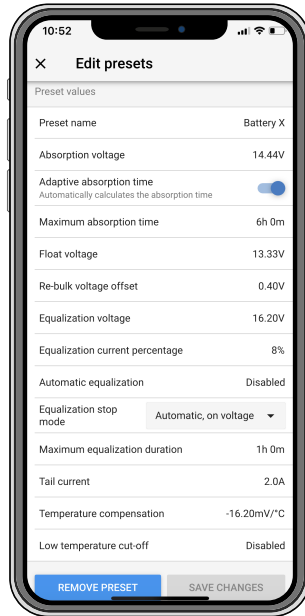 10:52
Edit presets
Preset values
Preset name Battery X
Absorption voltage 14.44V
Adaptive absorption time
Automatically calculates the absorption time
Maximum absorption time 6h 0m
Float voltage 13.33V
Re-bulk voltage offset 0.40V
Equalization voltage 16.20V
Equalization current percentage 8%
Automatic equalization Disabled
Equalization stop mode Automatic, on voltage
Maximum equalization duration 1h 0m
Tail current 2.0A
Temperature compensation -16.20mV/°C
Low temperature cut-off Disabled
REMOVE PRESET SAVE CHANGES